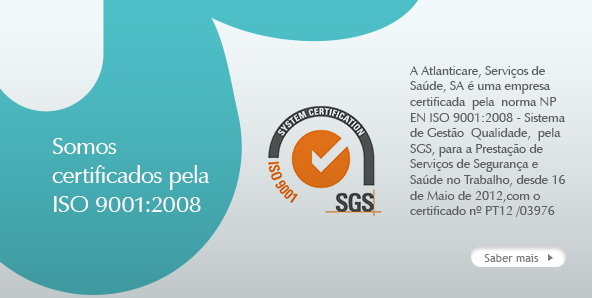 Somos
certificados pela
ISO 9001:2008
SYSTEM CERTIFICATION
ISO 9001
SGS
A Atlanticare, Serviços de
Saúde, SA é uma empresa
certificada pela norma NP
EN ISO 9001:2008 - Sistema
de Gestão Qualidade, pela
SGS, para a Prestação de
Serviços de Segurança e
Saúde no Trabalho, desde 16
de Maio de 2012,com o
certificado nº PT12 /03976
Saber mais